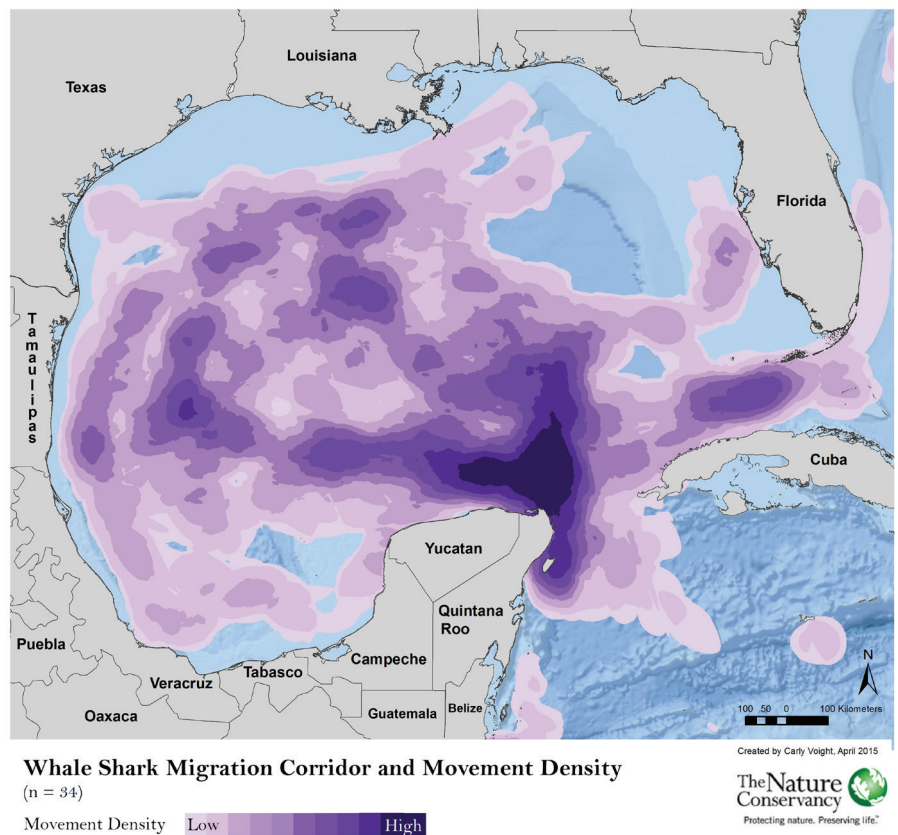 Louisiana
Texas
Florida
Tamaulipas
Cuba
Yucatan
Quintana
Roo
Puebla
Campeche
Tabasco
Veracruz
Belize
Guatemala
Oaxaca
N
100 50 0 100 Kilometers
Created by Carly Voight, April 2015
Whale Shark Migration Corridor and Movement Density
(n = 34)
Movement Density Low High
The Nature
Conservancy
Protecting nature. Preserving life.™